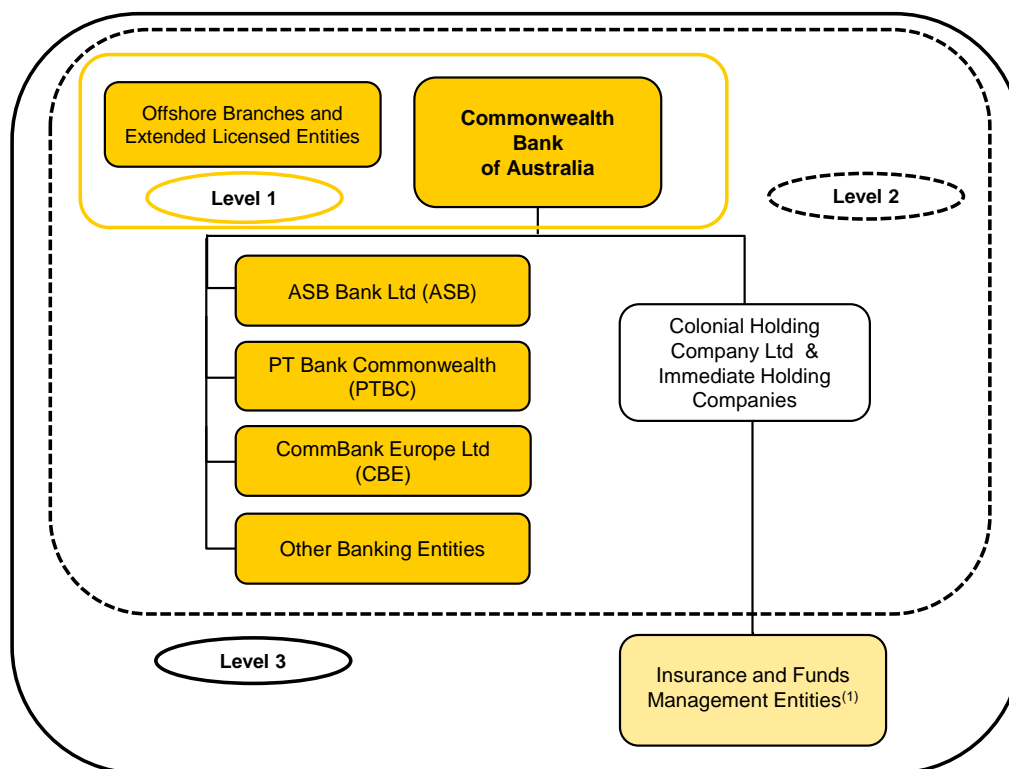 Offshore Branches and
Extended Licensed Entities
Commonwealth
Bank
of Australia
Level 1
Level 2
ASB Bank Ltd (ASB)
PT Bank Commonwealth
(PTBC)
CommBank Europe Ltd
(CBE)
Other Banking Entities
Colonial Holding
Company Ltd &
Immediate Holding
Companies
Level 3
Insurance and Funds
Management Entities(1)